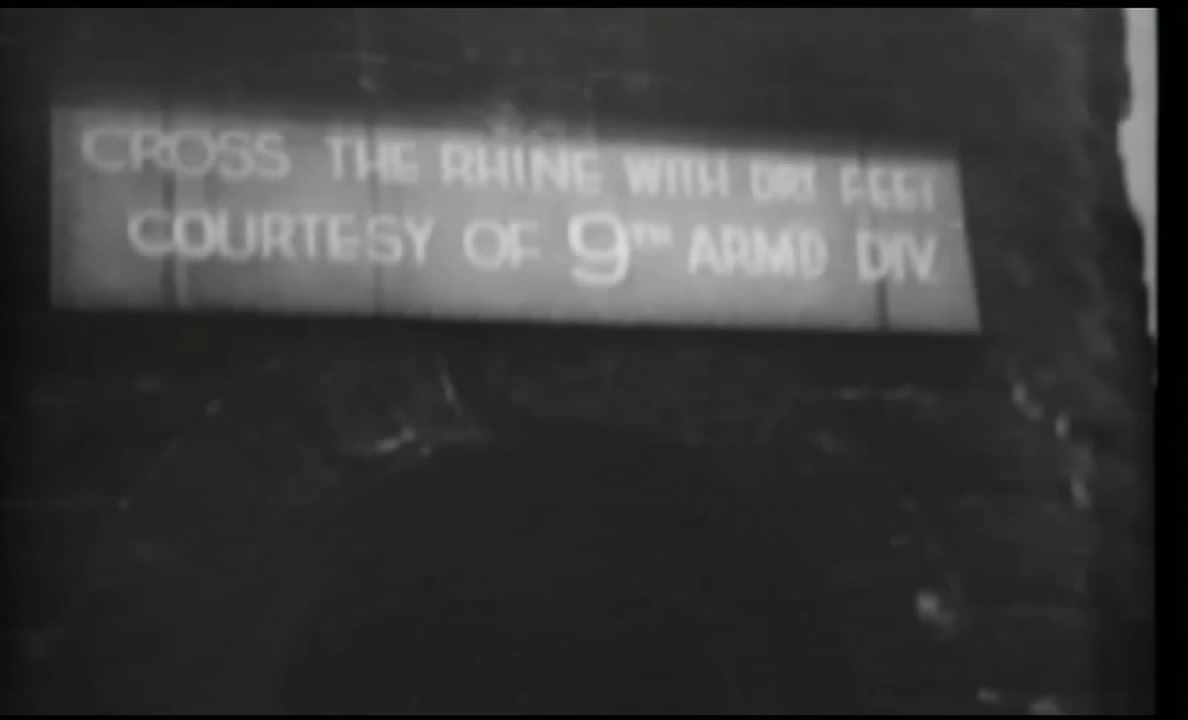 CROSS THE RHINE WITH DRY FEET
COURTESY OF 9TH ARMD DIV.